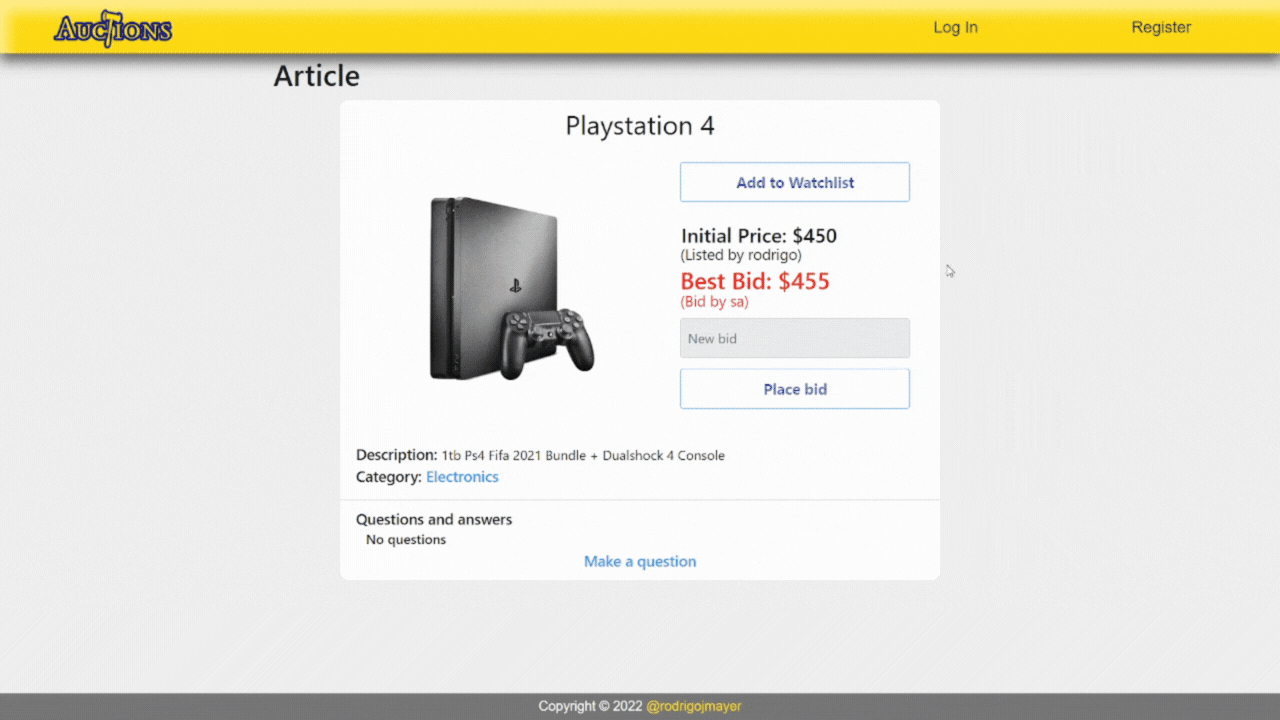 Auctions
Log In
Register
Article
Playstation 4
Add to Watchlist
Initial Price: $450
(Listed by rodrigo)
Best Bid: $455
(Bid by sa)
New bid
Place bid
Description: 1tb Ps4 Fifa 2021 Bundle + Dualshock 4 Console
Category: Electronics
Questions and answers
No questions
Make a question
Copyright © 2022 @rodrigojmayer